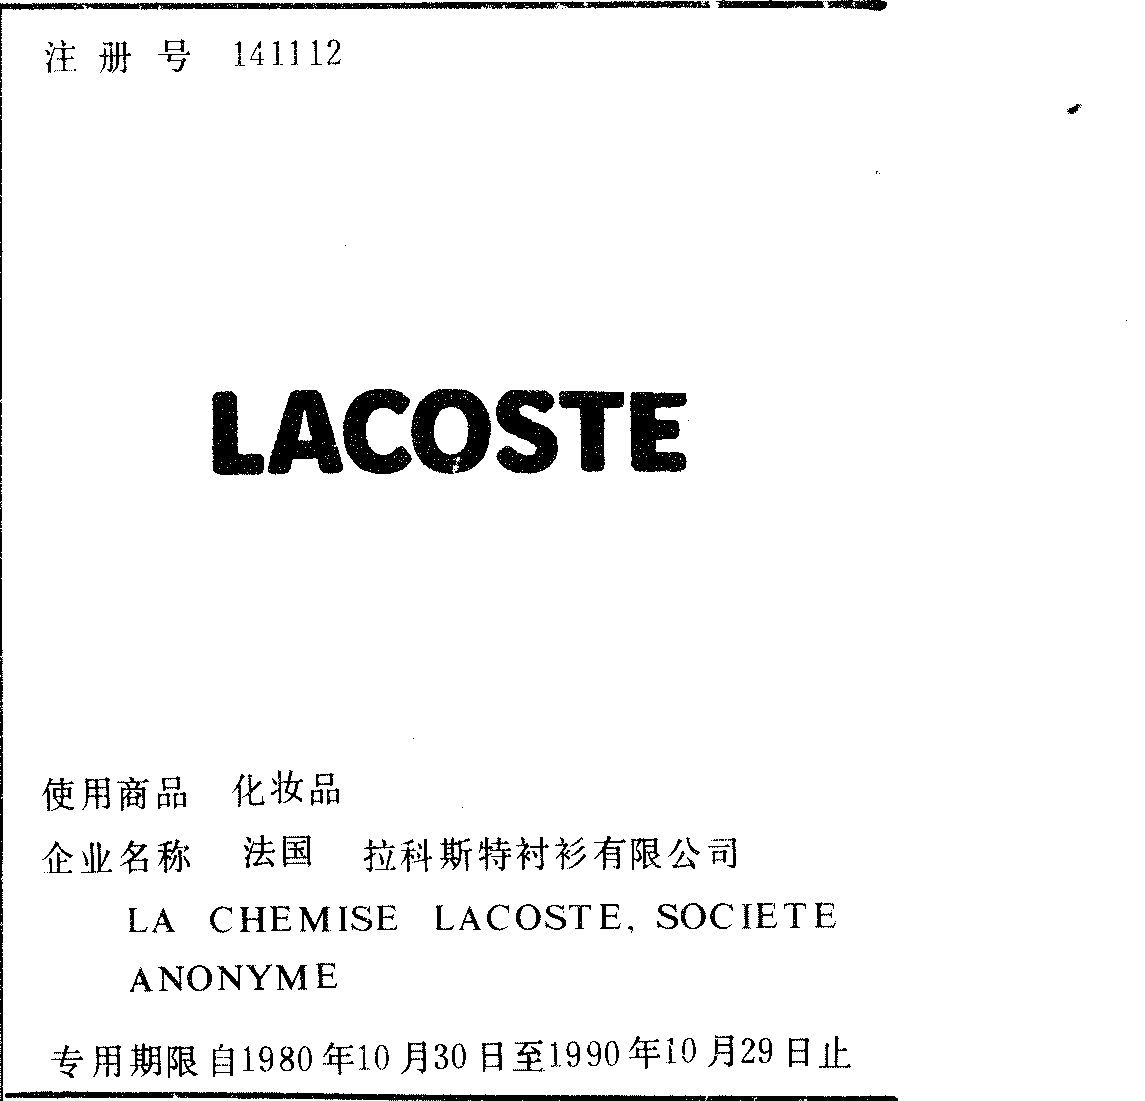 注册号 141112
LACOSTE
使用商品 化妆品
企业名称 法国 拉科斯特衬衫有限公司
LA CHEMISE LACOSTE, SOCIETE
ANONYME
专用期限自1980年10月30日至1990年10月29日止